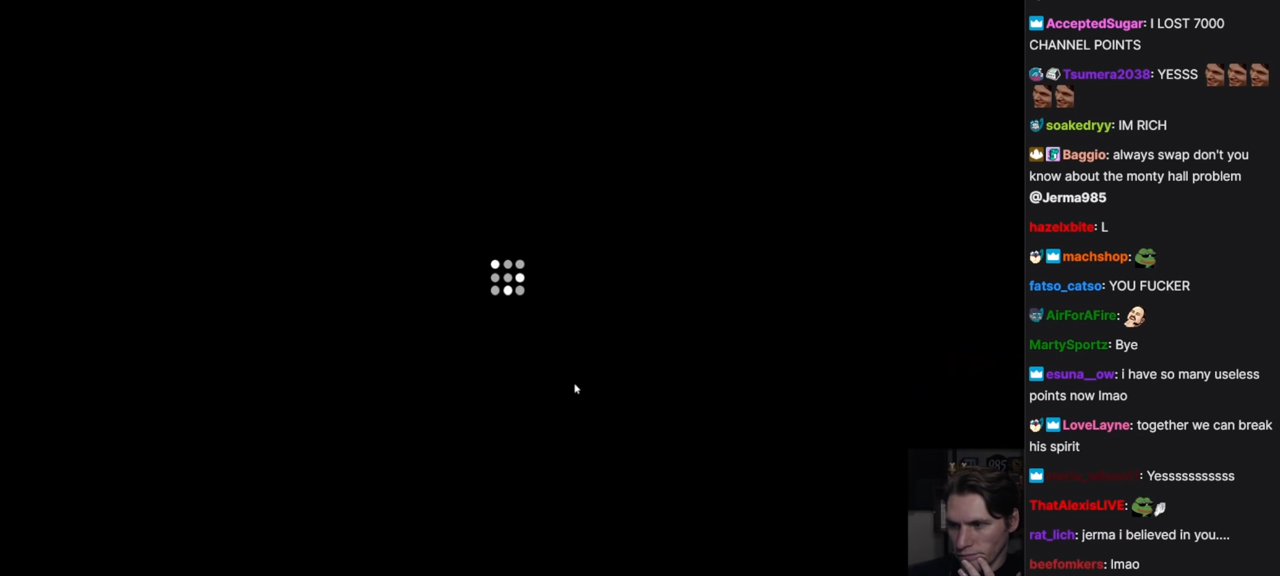 AcceptedSugar: I LOST 7000
CHANNEL POINTS
Tsumera2038: YESSS
soakedryy: IM RICH
Baggio: always swap don't you
know about the monty hall problem
@Jerma985
hazelxbite: L
machshop:
fatso_catso: YOU FUCKER
AirForAFire:
MartySportz: Bye
esuna__ow: i have so many useless
points now lmao
LoveLayne: together we can break
his spirit
: Yesssssssssss
ThatAlexisLIVE:
rat_lich: jerma i believed in you....
beefomkers: lmao
985